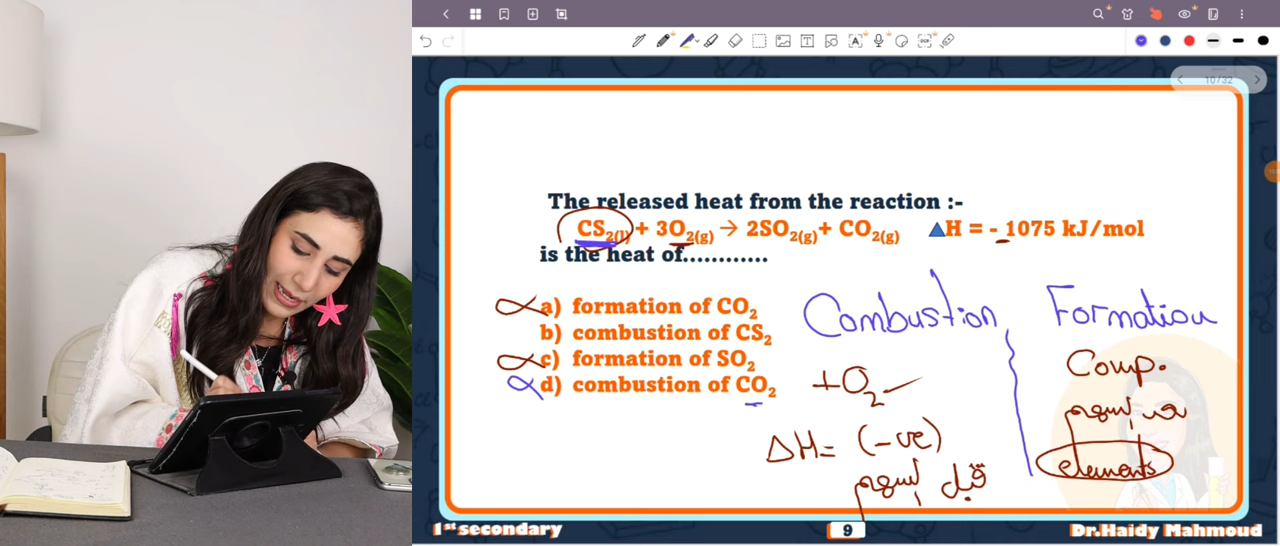 10/32
The released heat from the reaction :-
CS₂(l) + 3O₂(g) → 2SO₂(g) + CO₂(g) ▲H = - 1075 kJ/mol
is the heat of............
a) formation of CO₂
b) combustion of CS₂
c) formation of SO₂
d) combustion of CO₂
Combustion
+O₂
ΔH = (-ve)
قبل السهم
Formation
Comp.
السهم
elements
1st secondary
9
Dr.Haidy Mahmoud